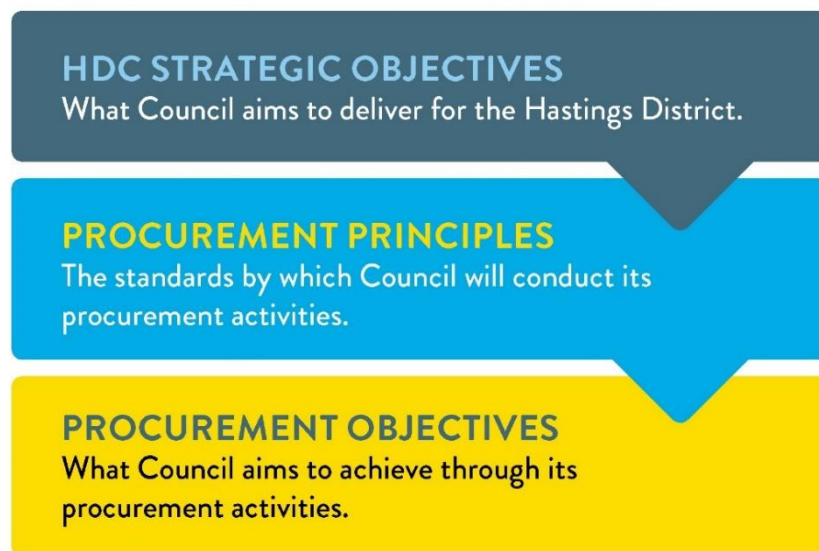 HDC STRATEGIC OBJECTIVES
What Council aims to deliver for the Hastings District.
PROCUREMENT PRINCIPLES
The standards by which Council will conduct its
procurement activities.
PROCUREMENT OBJECTIVES
What Council aims to achieve through its
procurement activities.